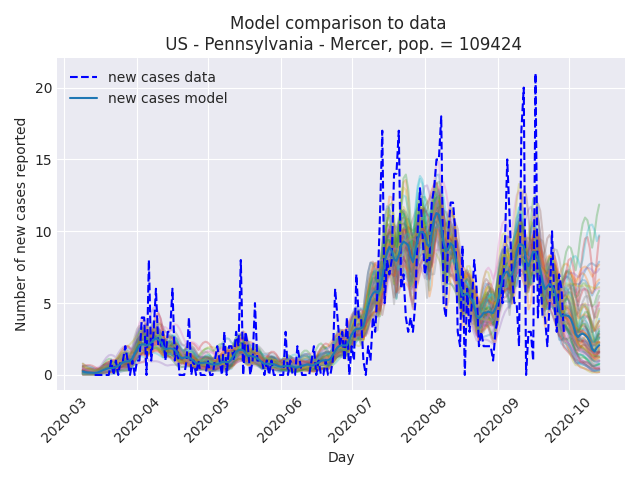 Model comparison to data
US - Pennsylvania - Mercer, pop. = 109424
new cases data
new cases model
Number of new cases reported
20
15
10
5
0
2020-03
2020-04
2020-05
2020-06
2020-07
2020-08
2020-09
2020-10
Day